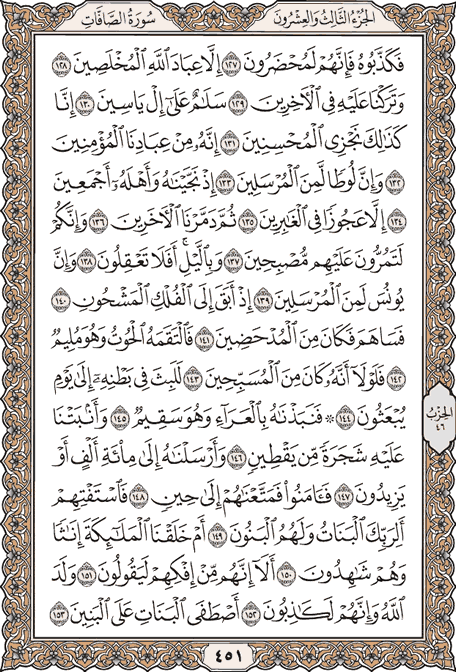 سُورَةُ الصَّافَّاتِ
الجُزْءُ الثَّالِثُ وَالعِشْرُونَ
فَكَذَّبُوهُ فَإِنَّهُمْ لَمُحْضَرُونَ ١٢٧ إِلَّا عِبَادَ ٱللَّهِ ٱلْمُخْلَصِينَ ١٢٨
وَتَرَكْنَا عَلَيْهِ فِى ٱلْأَخِرِينَ ١٢٩ سَلَـٰمٌ عَلَىٰٓ إِلْ يَاسِينَ ١٣٠ إِنَّا
كَذَٰلِكَ نَجْزِى ٱلْمُحْسِنِينَ ١٣١ إِنَّهُۥ مِنْ عِبَادِنَا ٱلْمُؤْمِنِينَ
١٣٢ وَإِنَّ لُوطًا لَّمِنَ ٱلْمُرْسَلِينَ ١٣٣ إِذْ نَجَّيْنَـٰهُ وَأَهْلَهُۥٓ أَجْمَعِينَ
١٣٤ إِلَّا عَجُوزًا فِى ٱلْغَـٰبِرِينَ ١٣٥ ثُمَّ دَمَّرْنَا ٱلْأَخَرِينَ ١٣٦ وَإِنَّكُمْ
لَتَمُرُّونَ عَلَيْهِم مُّصْبِحِينَ ١٣٧ وَبِٱلَّيْلِ ۗ أَفَلَا تَعْقِلُونَ ١٣٨ وَإِنَّ
يُونُسَ لَمِنَ ٱلْمُرْسَلِينَ ١٣٩ إِذْ أَبَقَ إِلَى ٱلْفُلْكِ ٱلْمَشْحُونِ ١٤٠
فَسَاهَمَ فَكَانَ مِنَ ٱلْمُدْحَضِينَ ١٤١ فَٱلْتَقَمَهُ ٱلْحُوتُ وَهُوَ مُلِيمٌ
١٤٢ فَلَوْلَآ أَنَّهُۥ كَانَ مِنَ ٱلْمُسَبِّحِينَ ١٤٣ لَلَبِثَ فِى بَطْنِهِۦٓ إِلَىٰ يَوْمِ
يُبْعَثُونَ ١٤٤ ۞ فَنَبَذْنَـٰهُ بِٱلْعَرَآءِ وَهُوَ سَقِيمٌ ١٤٥ وَأَنۢبَتْنَا
عَلَيْهِ شَجَرَةً مِّن يَقْطِينٍ ١٤٦ وَأَرْسَلْنَـٰهُ إِلَىٰ مِا۟ئَةِ أَلْفٍ أَوْ
يَزِيدُونَ ١٤٧ فَـَٔامَنُوا۟ فَمَتَّعْنَـٰهُمْ إِلَىٰ حِينٍ ١٤٨ فَٱسْتَفْتِهِمْ
أَلِرَبِّكَ ٱلْبَنَاتُ وَلَهُمُ ٱلْبَنُونَ ١٤٩ أَمْ خَلَقْنَا ٱلْمَلَـٰٓئِكَةَ إِنَـٰثًا
وَهُمْ شَـٰهِدُونَ ١٥٠ أَلَآ إِنَّهُم مِّنْ إِفْكِهِمْ لَيَقُولُونَ ١٥١ وَلَدَ
ٱللَّهُ وَإِنَّهُمْ لَكَـٰذِبُونَ ١٥٢ أَصْطَفَى ٱلْبَنَاتِ عَلَى ٱلْبَنِينَ ١٥٣
الحِزْبُ
٤٦
٤٥١